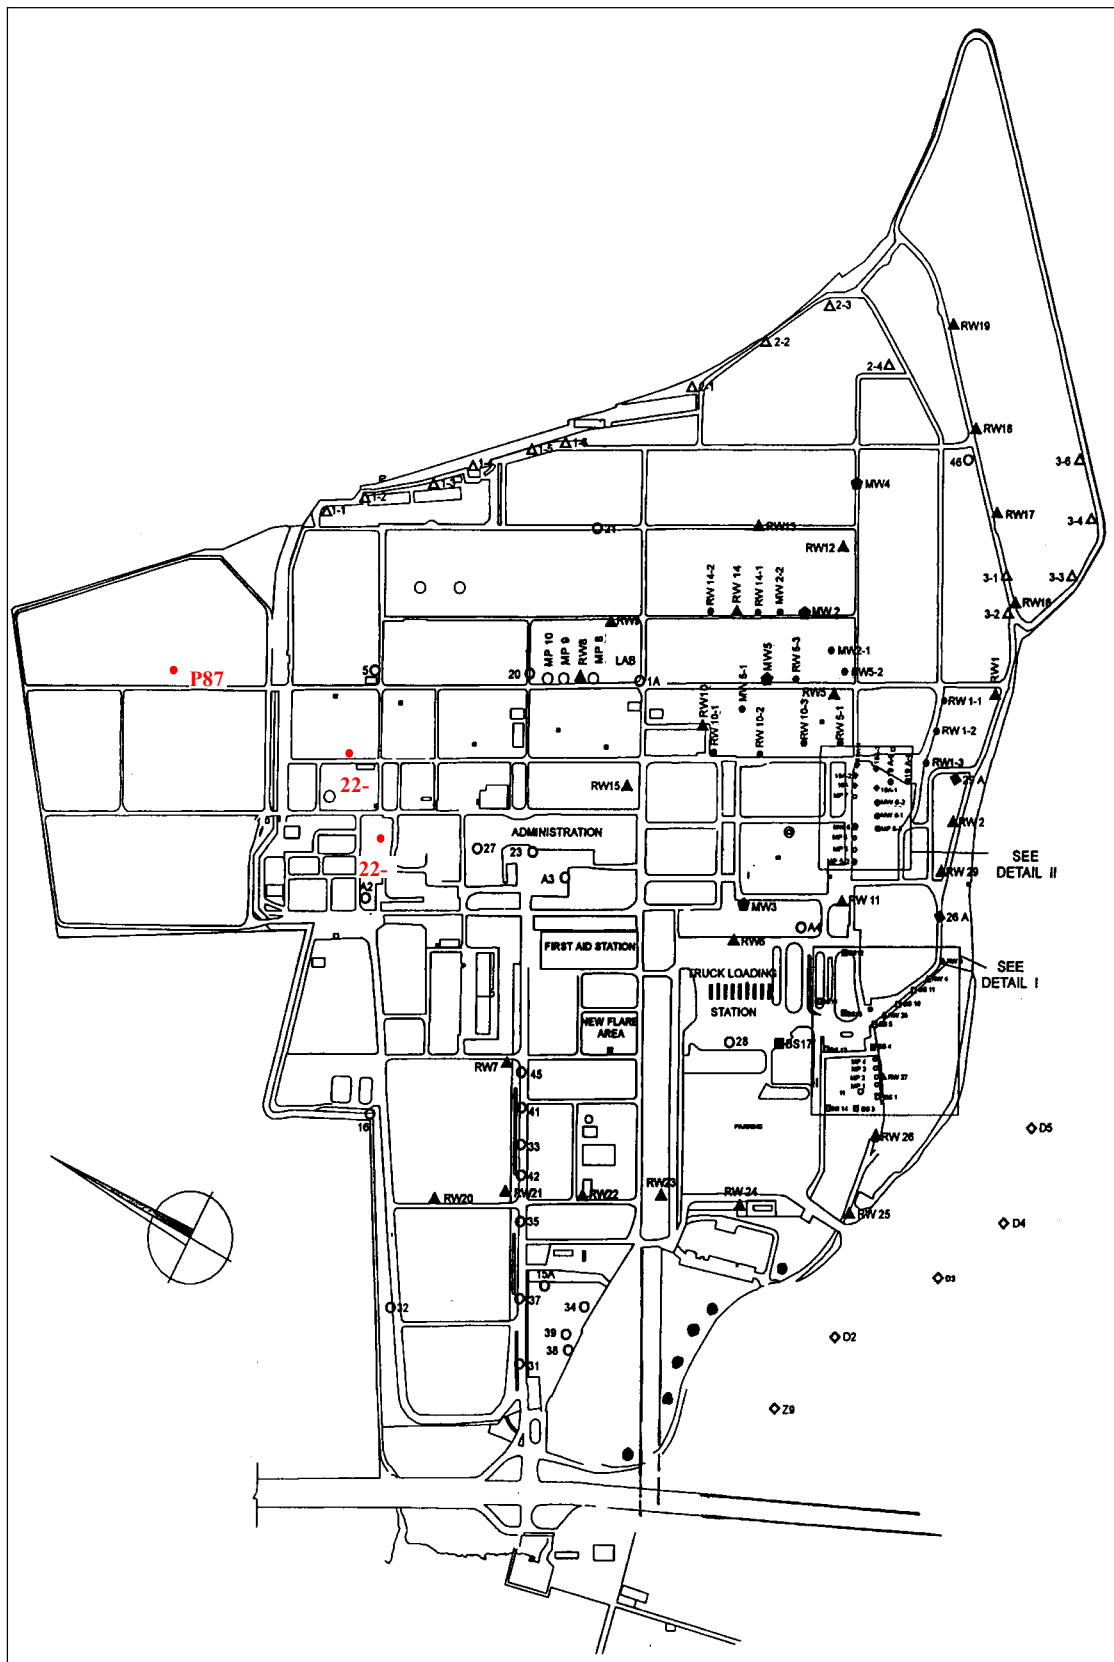 2-3
RW19
2-2
2-4
2-1
RW18
1-6
1-5
46
3-6
1-4
1-3
MW4
1-2
1-1
RW17
3-4
21
RW13
RW12
3-1
3-3
RW 14-2
RW 14
RW 14-1
MW 2-2
MW 2
RW16
3-2
RW9
MP 10
MP 9
RW8
LAB
MW2-1
5
20
1A
MW5
RW 5-3
MW5-2
P87
RW1
RW5
RW 1-1
MW 5-1
RW10
RW 10-1
RW 10-2
RW 10-3
RW 5-1
RW 1-2
RW1-3
22-
RW15
25 A
RW 2
ADMINISTRATION
27
23
22-
SEE
DETAIL II
RW 29
A2
A3
MW3
RW 11
26 A
A4
FIRST AID STATION
RW6
SEE
DETAIL I
TRUCK LOADING
STATION
NEW FLARE
AREA
28
BS17
RW7
45
41
16
33
RW 26
D5
42
RW20
RW21
RW22
RW23
RW 24
RW 25
35
D4
15A
D3
37
32
34
39
D2
38
31
Z9